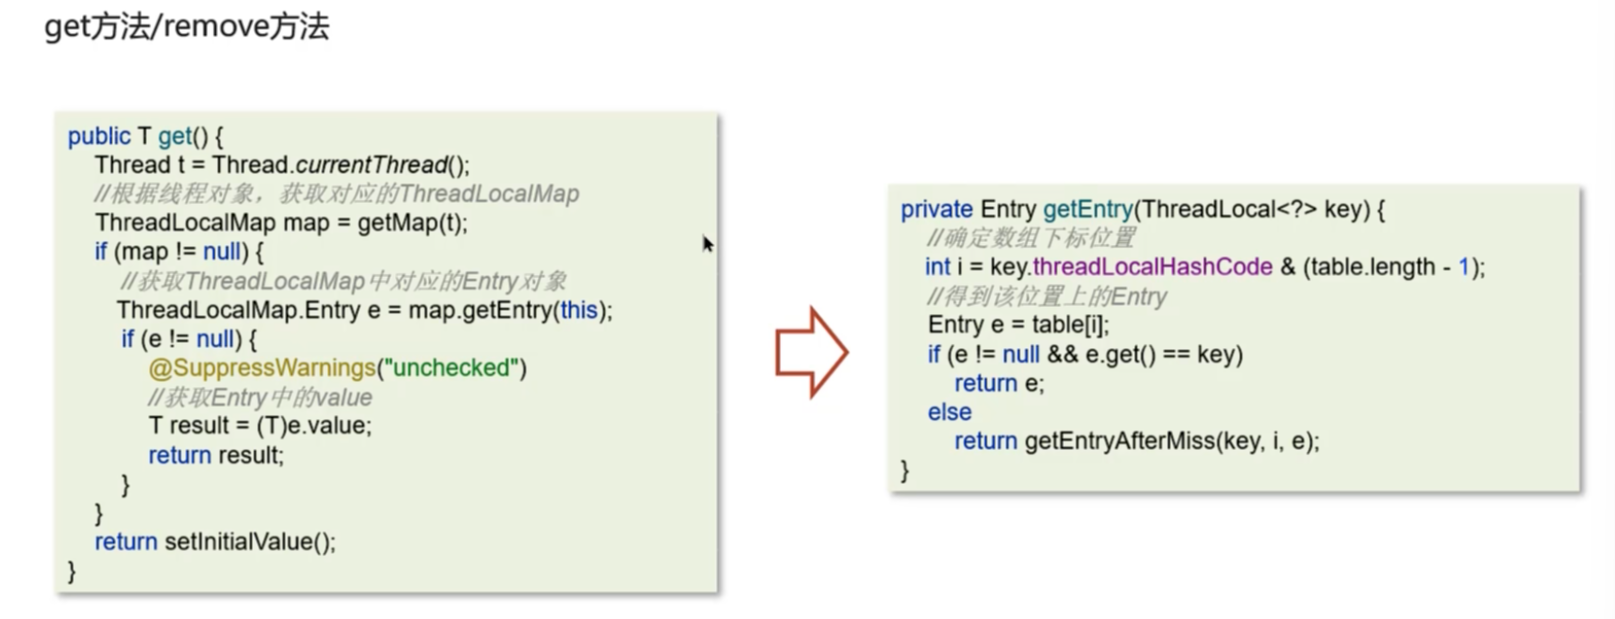 get方法/remove方法
public T get() {
Thread t = Thread.currentThread();
//根据线程对象，获取对应的ThreadLocalMap
ThreadLocalMap map = getMap(t);
if (map != null) {
//获取ThreadLocalMap中对应的Entry对象
ThreadLocalMap.Entry e = map.getEntry(this);
if (e != null) {
@SuppressWarnings("unchecked")
//获取Entry中的value
T result = (T)e.value;
return result;
}
}
return setInitialValue();
}
private Entry getEntry(ThreadLocal<?> key) {
//确定数组下标位置
int i = key.threadLocalHashCode & (table.length - 1);
//得到该位置上的Entry
Entry e = table[i];
if (e != null && e.get() == key)
return e;
else
return getEntryAfterMiss(key, i, e);
}